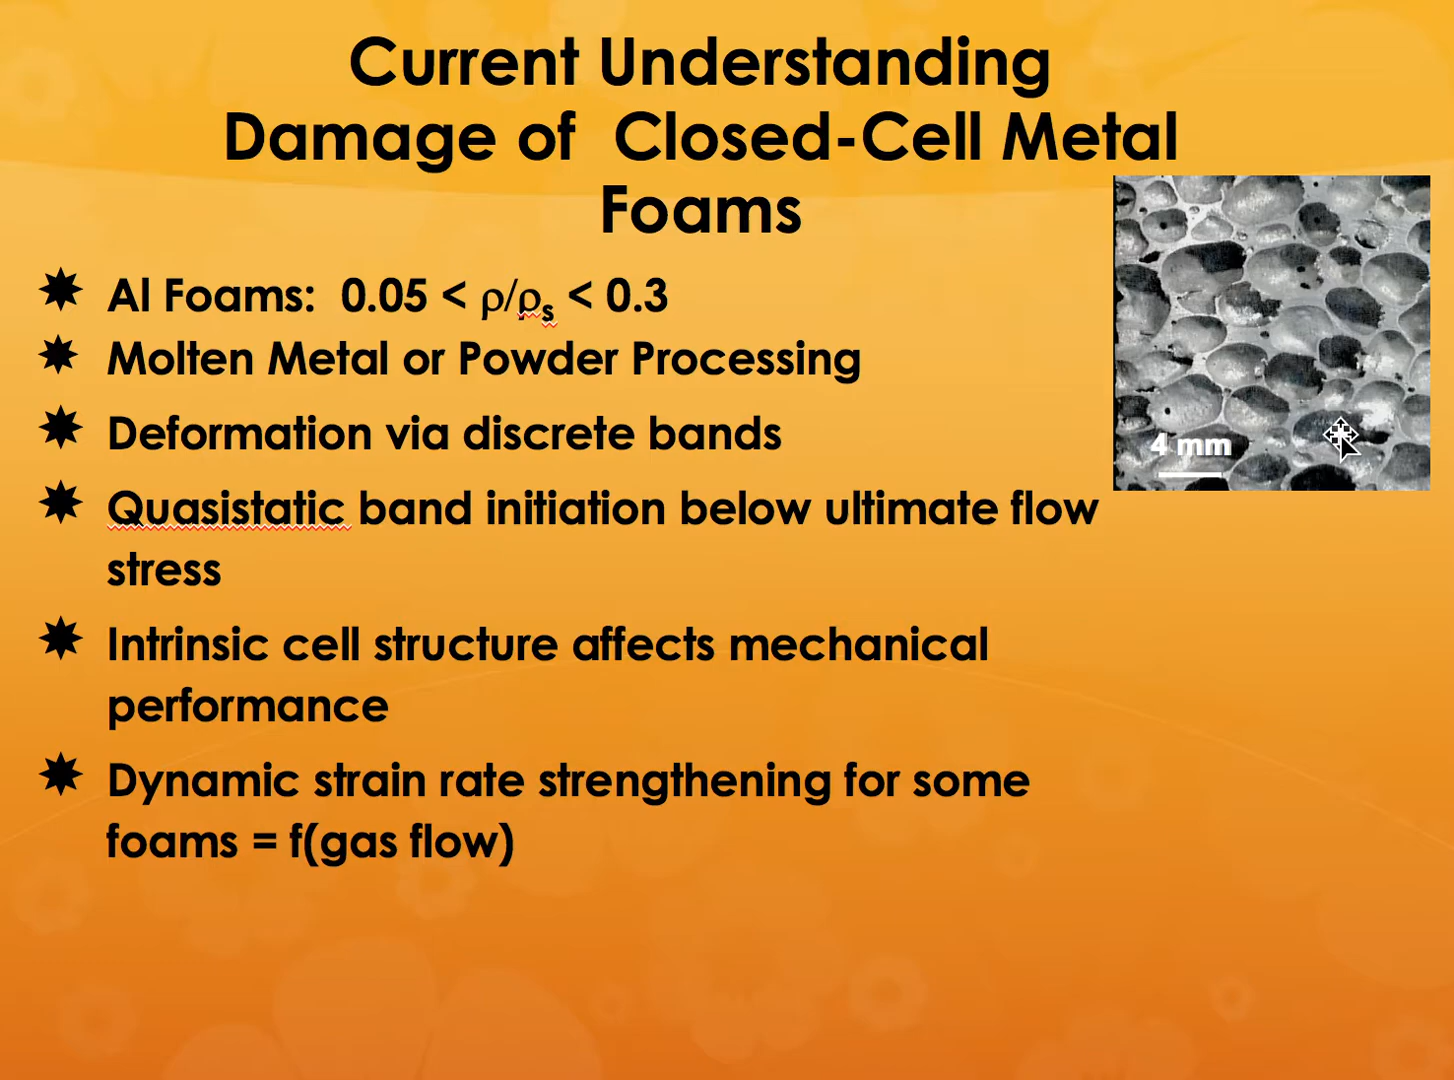 Current Understanding
Damage of  Closed-Cell Metal
Foams
Al Foams:  0.05 < ρ/ρs < 0.3
Molten Metal or Powder Processing
Deformation via discrete bands
Quasistatic band initiation below ultimate flow
stress
Intrinsic cell structure affects mechanical
performance
Dynamic strain rate strengthening for some
foams = f(gas flow)
4 mm